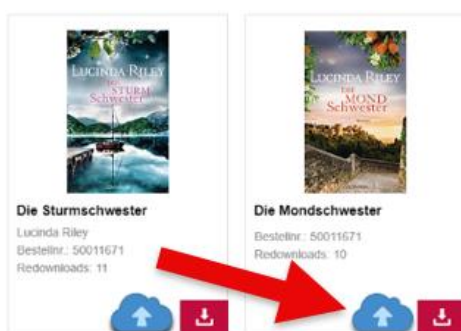 LUCINDA RILEY
DIE
STURM
Schwester
LUCINDA RILEY
DIE
MOND
Schwester
Die Sturmschwester
Lucinda Riley
Bestellnr.: 50011671
Redownloads: 11
Die Mondschwester
Bestellnr.: 50011671
Redownloads: 10